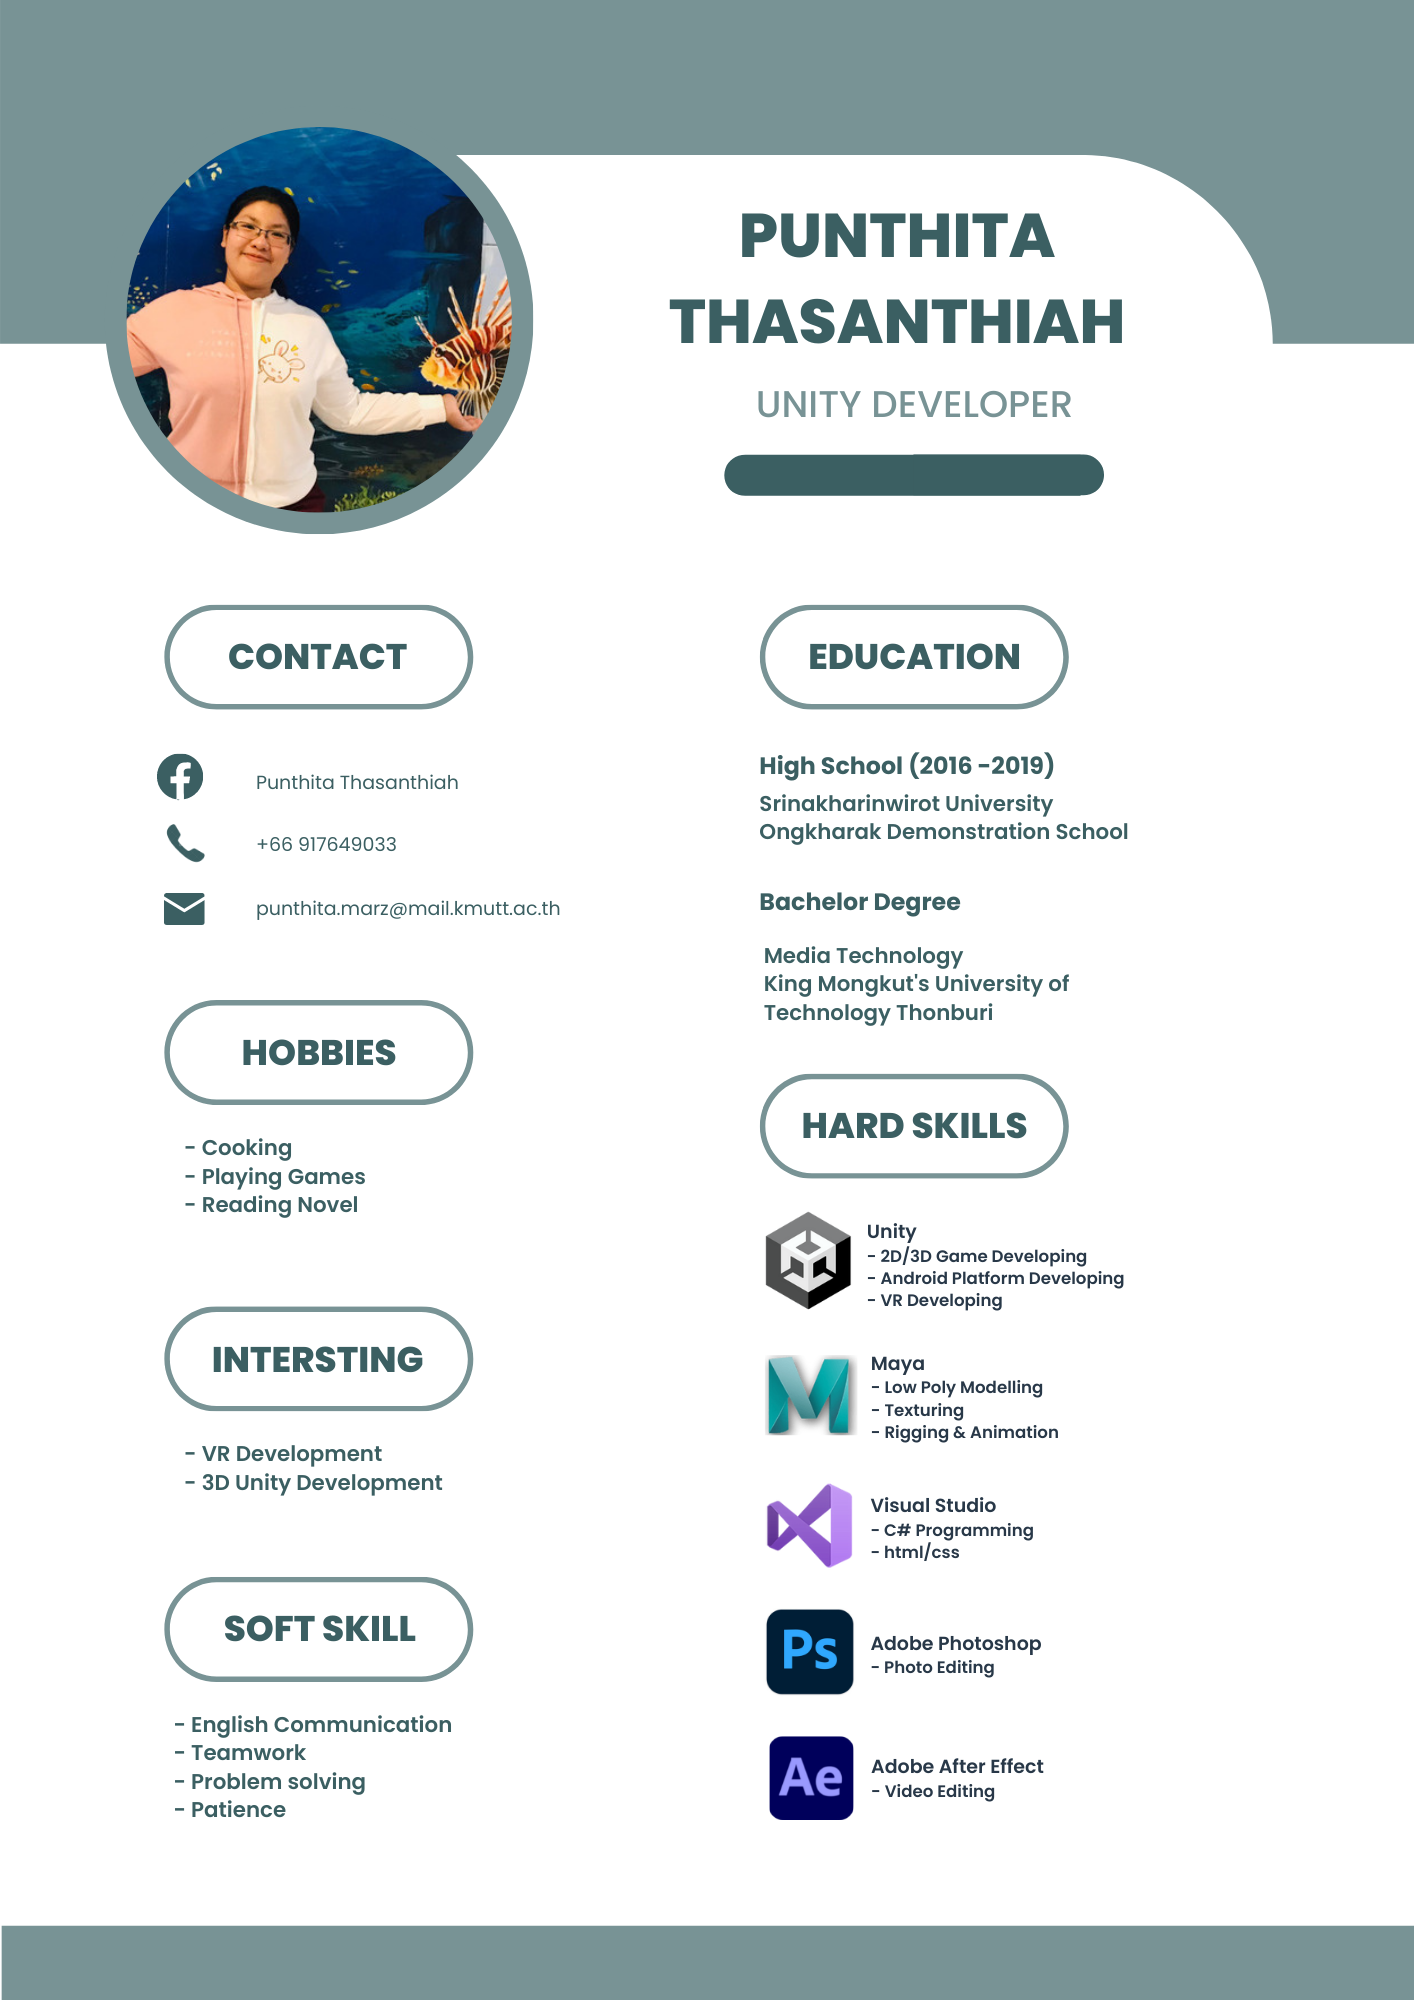 PUNTHITA
THASANTHIAH
UNITY DEVELOPER
CONTACT
Punthita Thasanthiah
+66 917649033
punthita.marz@mail.kmutt.ac.th
HOBBIES
- Cooking
- Playing Games
- Reading Novel
INTERSTING
- VR Development
- 3D Unity Development
SOFT SKILL
- English Communication
- Teamwork
- Problem solving
- Patience
EDUCATION
High School (2016 -2019)
Srinakharinwirot University
Ongkharak Demonstration School
Bachelor Degree
Media Technology
King Mongkut's University of
Technology Thonburi
HARD SKILLS
Unity
- 2D/3D Game Developing
- Android Platform Developing
- VR Developing
Maya
- Low Poly Modelling
- Texturing
- Rigging & Animation
Visual Studio
- C# Programming
- html/css
Ps
Adobe Photoshop
- Photo Editing
Ae
Adobe After Effect
- Video Editing